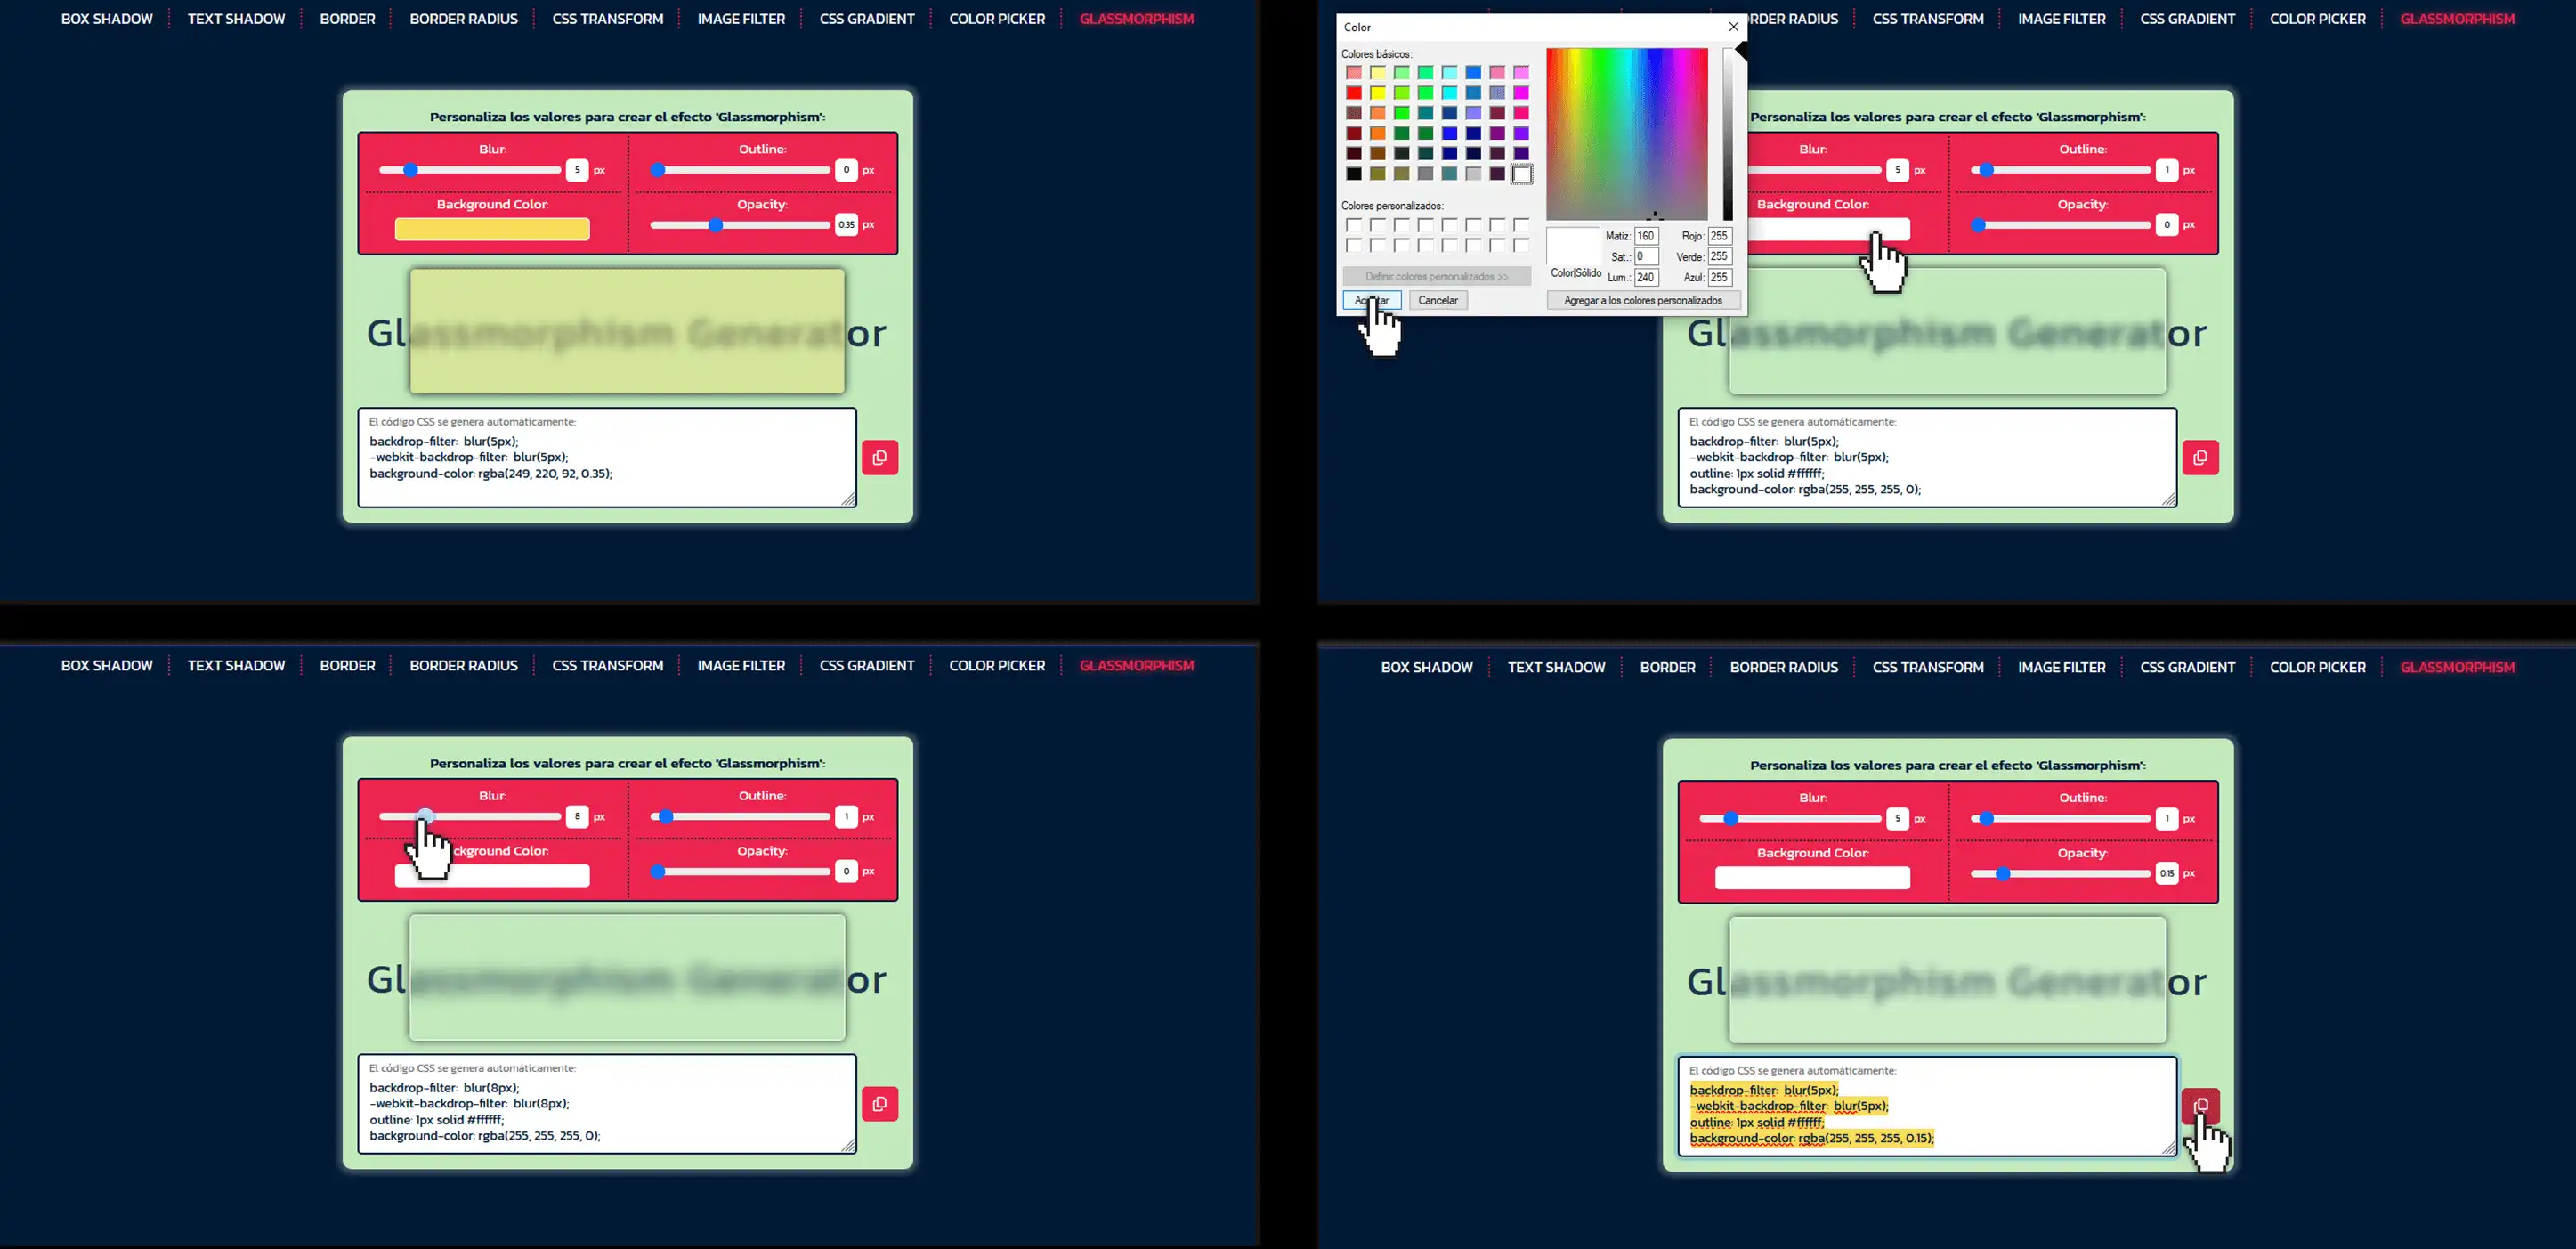 BOX SHADOW TEXT SHADOW BORDER BORDER RADIUS CSS TRANSFORM IMAGE FILTER CSS GRADIENT COLOR PICKER GLASSMORPHISM
Personaliza los valores para crear el efecto 'Glassmorphism':
Blur: Outline:
5 px 0 px
Background Color: Opacity:
0.35 px
Glassmorphism Generator
El código CSS se genera automáticamente:
backdrop-filter: blur(5px);
-webkit-backdrop-filter: blur(5px);
background-color: rgba(249, 220, 92, 0.35);
RDER RADIUS CSS TRANSFORM IMAGE FILTER CSS GRADIENT COLOR PICKER GLASSMORPHISM
Color
Colores básicos:
Colores personalizados:
Definir colores personalizados >>
Cancelar
Color|Sólido
Matiz: 160 Rojo: 255
Sat.: 0 Verde: 255
Lum.: 240 Azul: 255
Agregar a los colores personalizados
Personaliza los valores para crear el efecto 'Glassmorphism':
Blur: Outline:
5 px 1 px
Background Color: Opacity:
0 px
Glassmorphism Generator
El código CSS se genera automáticamente:
backdrop-filter: blur(5px);
-webkit-backdrop-filter: blur(5px);
outline: 1px solid #ffffff;
background-color: rgba(255, 255, 255, 0);
BOX SHADOW TEXT SHADOW BORDER BORDER RADIUS CSS TRANSFORM IMAGE FILTER CSS GRADIENT COLOR PICKER GLASSMORPHISM
Personaliza los valores para crear el efecto 'Glassmorphism':
Blur: Outline:
8 px 1 px
ckground Color: Opacity:
0 px
Glassmorphism Generator
El código CSS se genera automáticamente:
backdrop-filter: blur(8px);
-webkit-backdrop-filter: blur(8px);
outline: 1px solid #ffffff;
background-color: rgba(255, 255, 255, 0);
BOX SHADOW TEXT SHADOW BORDER BORDER RADIUS CSS TRANSFORM IMAGE FILTER CSS GRADIENT COLOR PICKER GLASSMORPHISM
Personaliza los valores para crear el efecto 'Glassmorphism':
Blur: Outline:
5 px 1 px
Background Color: Opacity:
0.15 px
Glassmorphism Generator
El código CSS se genera automáticamente:
backdrop-filter: blur(5px);
-webkit-backdrop-filter: blur(5px);
outline: 1px solid #ffffff;
background-color: rgba(255, 255, 255, 0.15);